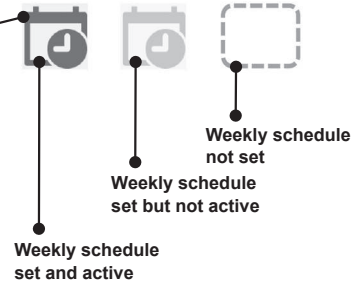 Weekly schedule
not set
Weekly schedule
set but not active
Weekly schedule
set and active